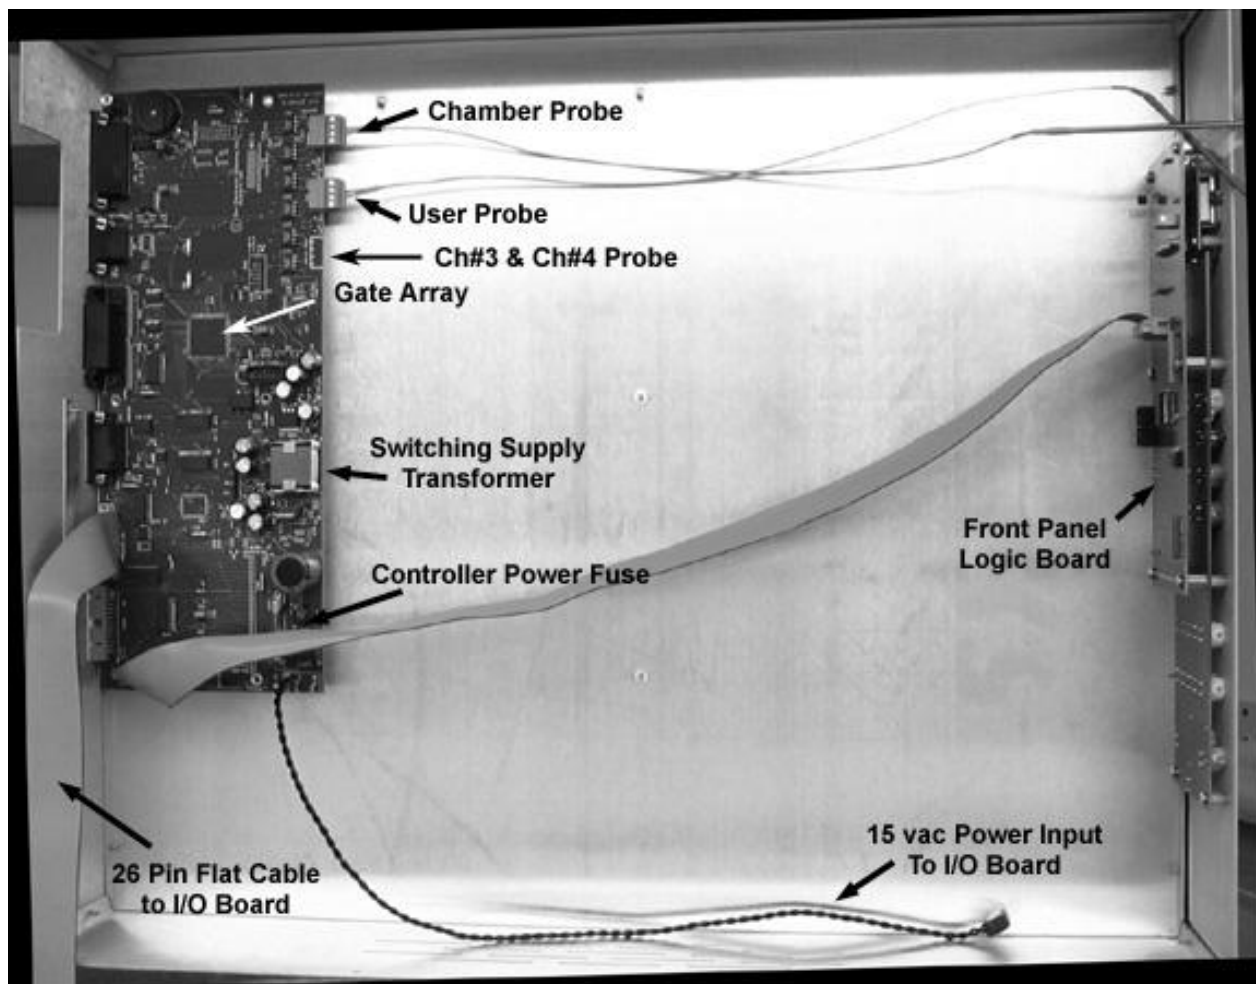 Chamber Probe
User Probe
Ch#3 & Ch#4 Probe
Gate Array
Switching Supply
Transformer
Front Panel
Logic Board
Controller Power Fuse
15 vac Power Input
To I/O Board
26 Pin Flat Cable
to I/O Board